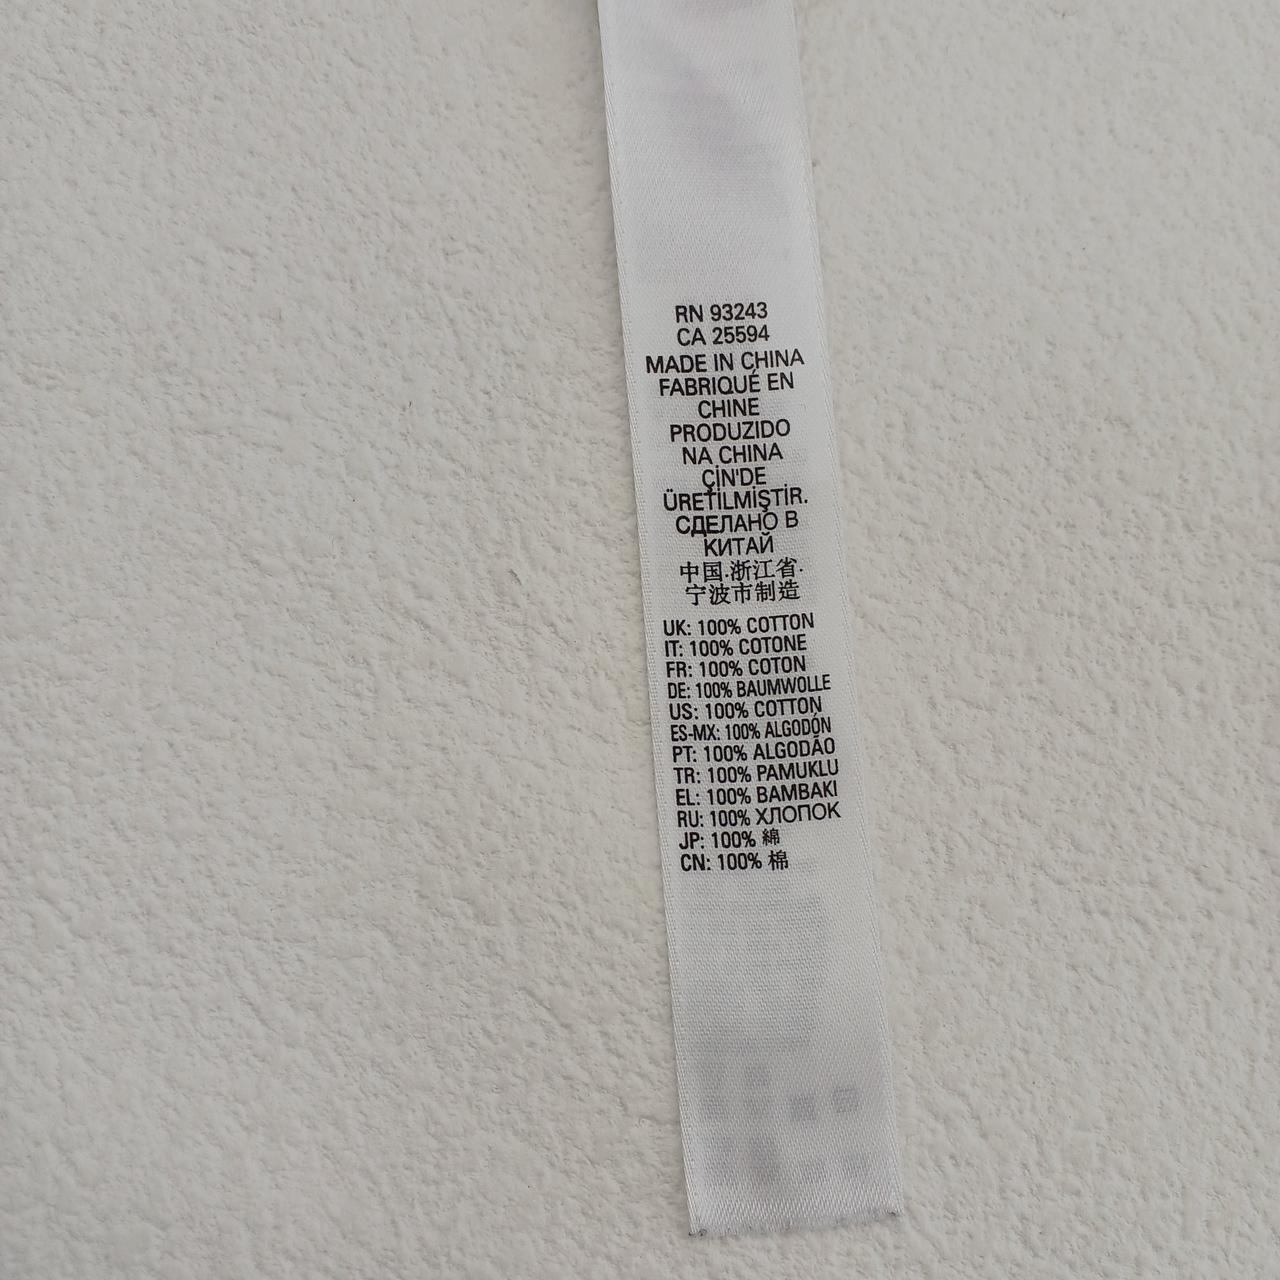 RN 93243
CA 25594
MADE IN CHINA
FABRIQUÉ EN
CHINE
PRODUZIDO
NA CHINA
ÇİN'DE
ÜRETİLMİŞTİR.
СДЕЛАНО В
КИТАЙ
中国.浙江省.
宁波市制造
UK: 100% COTTON
IT: 100% COTONE
FR: 100% COTON
DE: 100% BAUMWOLLE
US: 100% COTTON
ES-MX: 100% ALGODÓN
PT: 100% ALGODÃO
TR: 100% PAMUKLU
EL: 100% BAMBAKI
RU: 100% ХЛОПОК
JP: 100% 綿
CN: 100% 棉